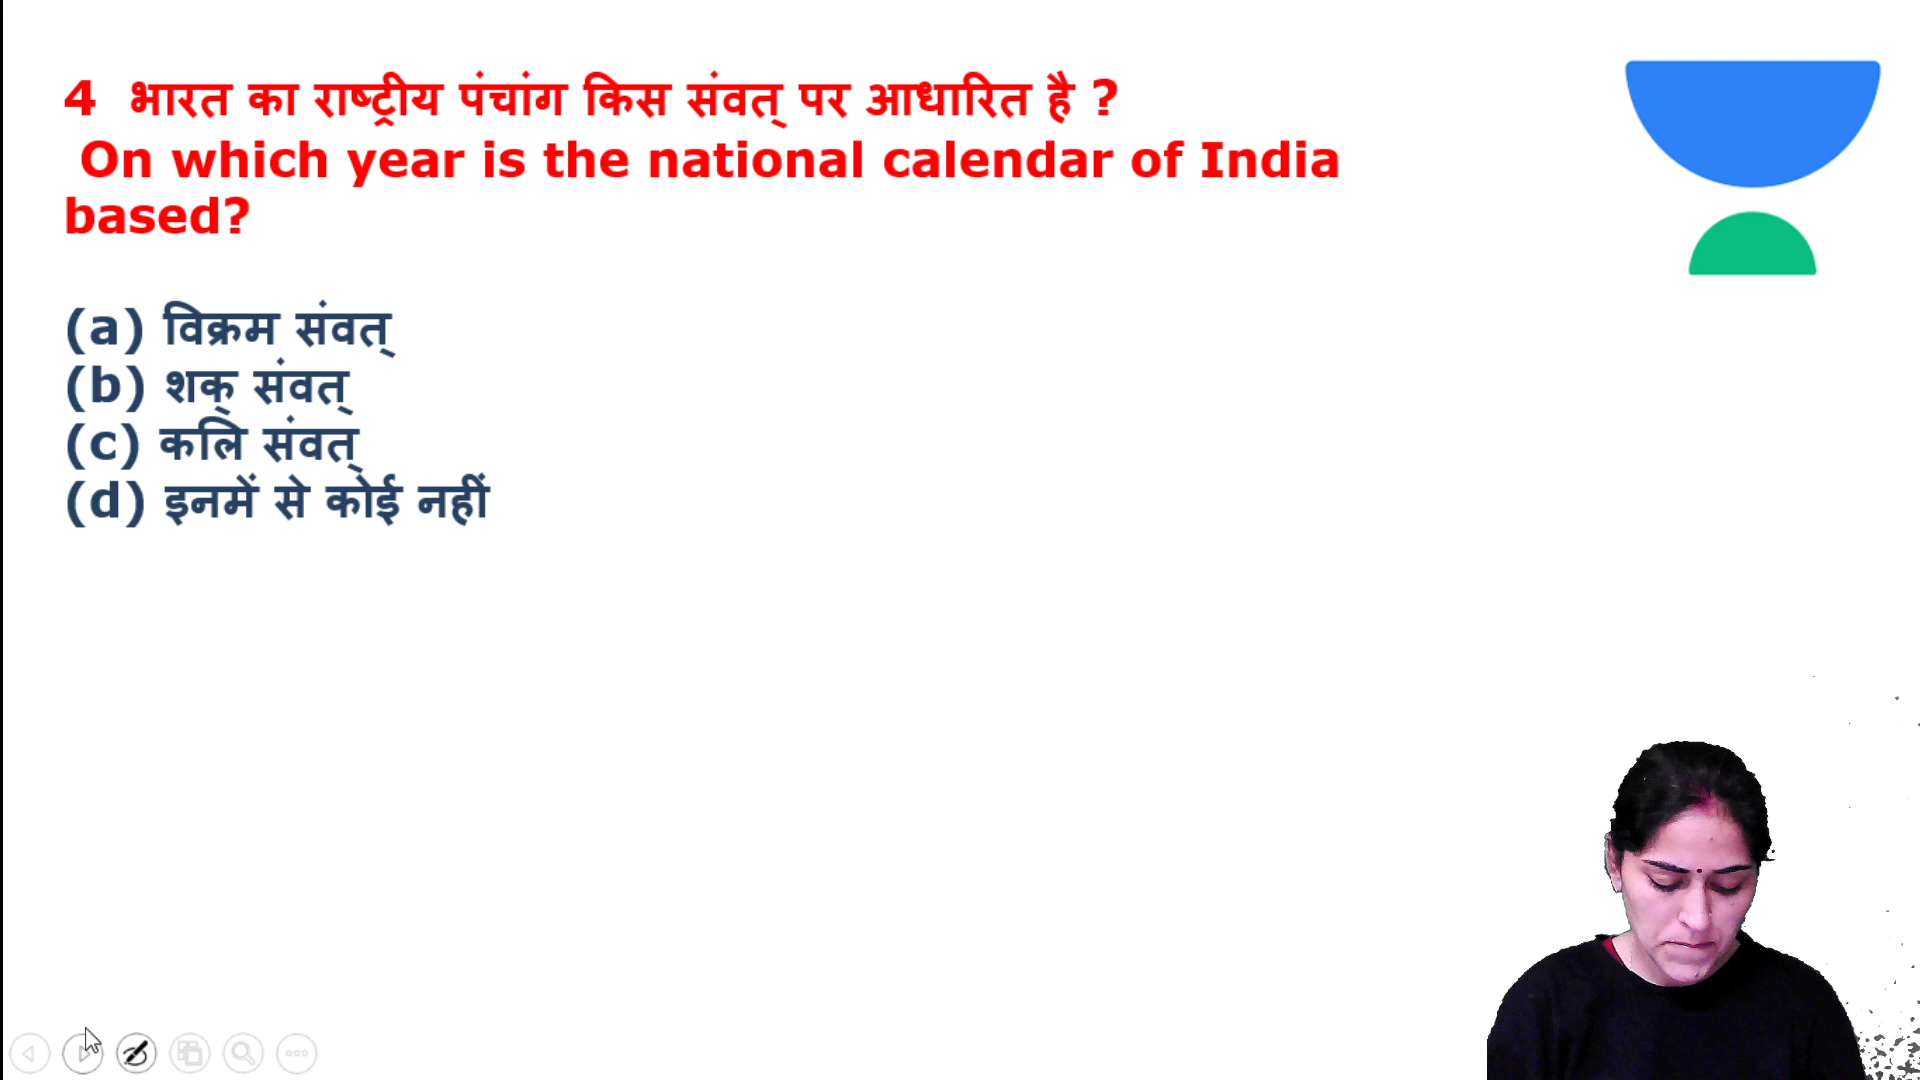 4 भारत का राष्ट्रीय पंचांग किस संवत् पर आधारित है ?
On which year is the national calendar of India
based?
(a) विक्रम संवत्
(b) शक् संवत्
(c) कलि संवत्
(d) इनमें से कोई नहीं